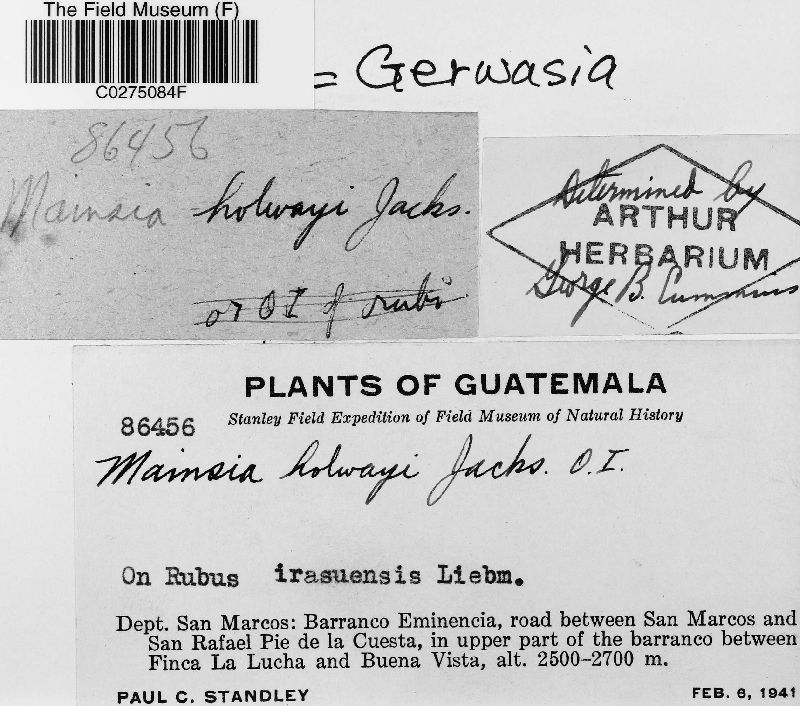 The Field Museum (F)
C0275084F
= Gerwasia
86456
Mainsia holwayi Jacks.
or O I of rubi
Determined by
ARTHUR
HERBARIUM
George B. Cummins
PLANTS OF GUATEMALA
Stanley Field Expedition of Field Museum of Natural History
86456
Mainsia holwayi Jacks. O.I.
On Rubus irasuensis Liebm.
Dept. San Marcos: Barranco Eminencia, road between San Marcos and
San Rafael Pie de la Cuesta, in upper part of the barranco between
Finca La Lucha and Buena Vista, alt. 2500–2700 m.
PAUL C. STANDLEY
FEB. 6, 1941